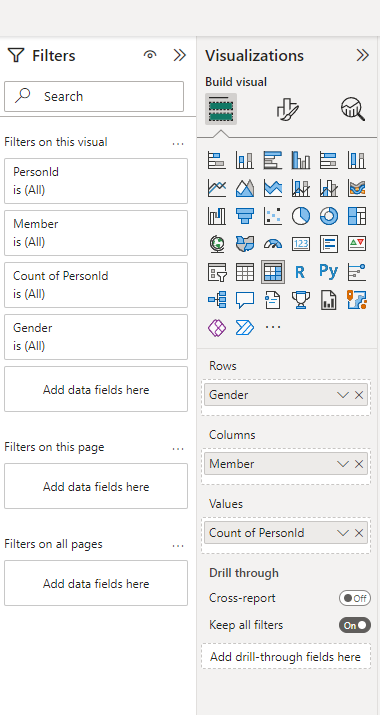 Filters
Search
Filters on this visual ...
PersonId
is (All)
Member
is (All)
Count of PersonId
is (All)
Gender
is (All)
Add data fields here
Filters on this page ...
Add data fields here
Filters on all pages ...
Add data fields here
Visualizations
Build visual
123
R
Py
...
Rows
Gender
Columns
Member
Values
Count of PersonId
Drill through
Cross-report
Off
Keep all filters
On
Add drill-through fields here